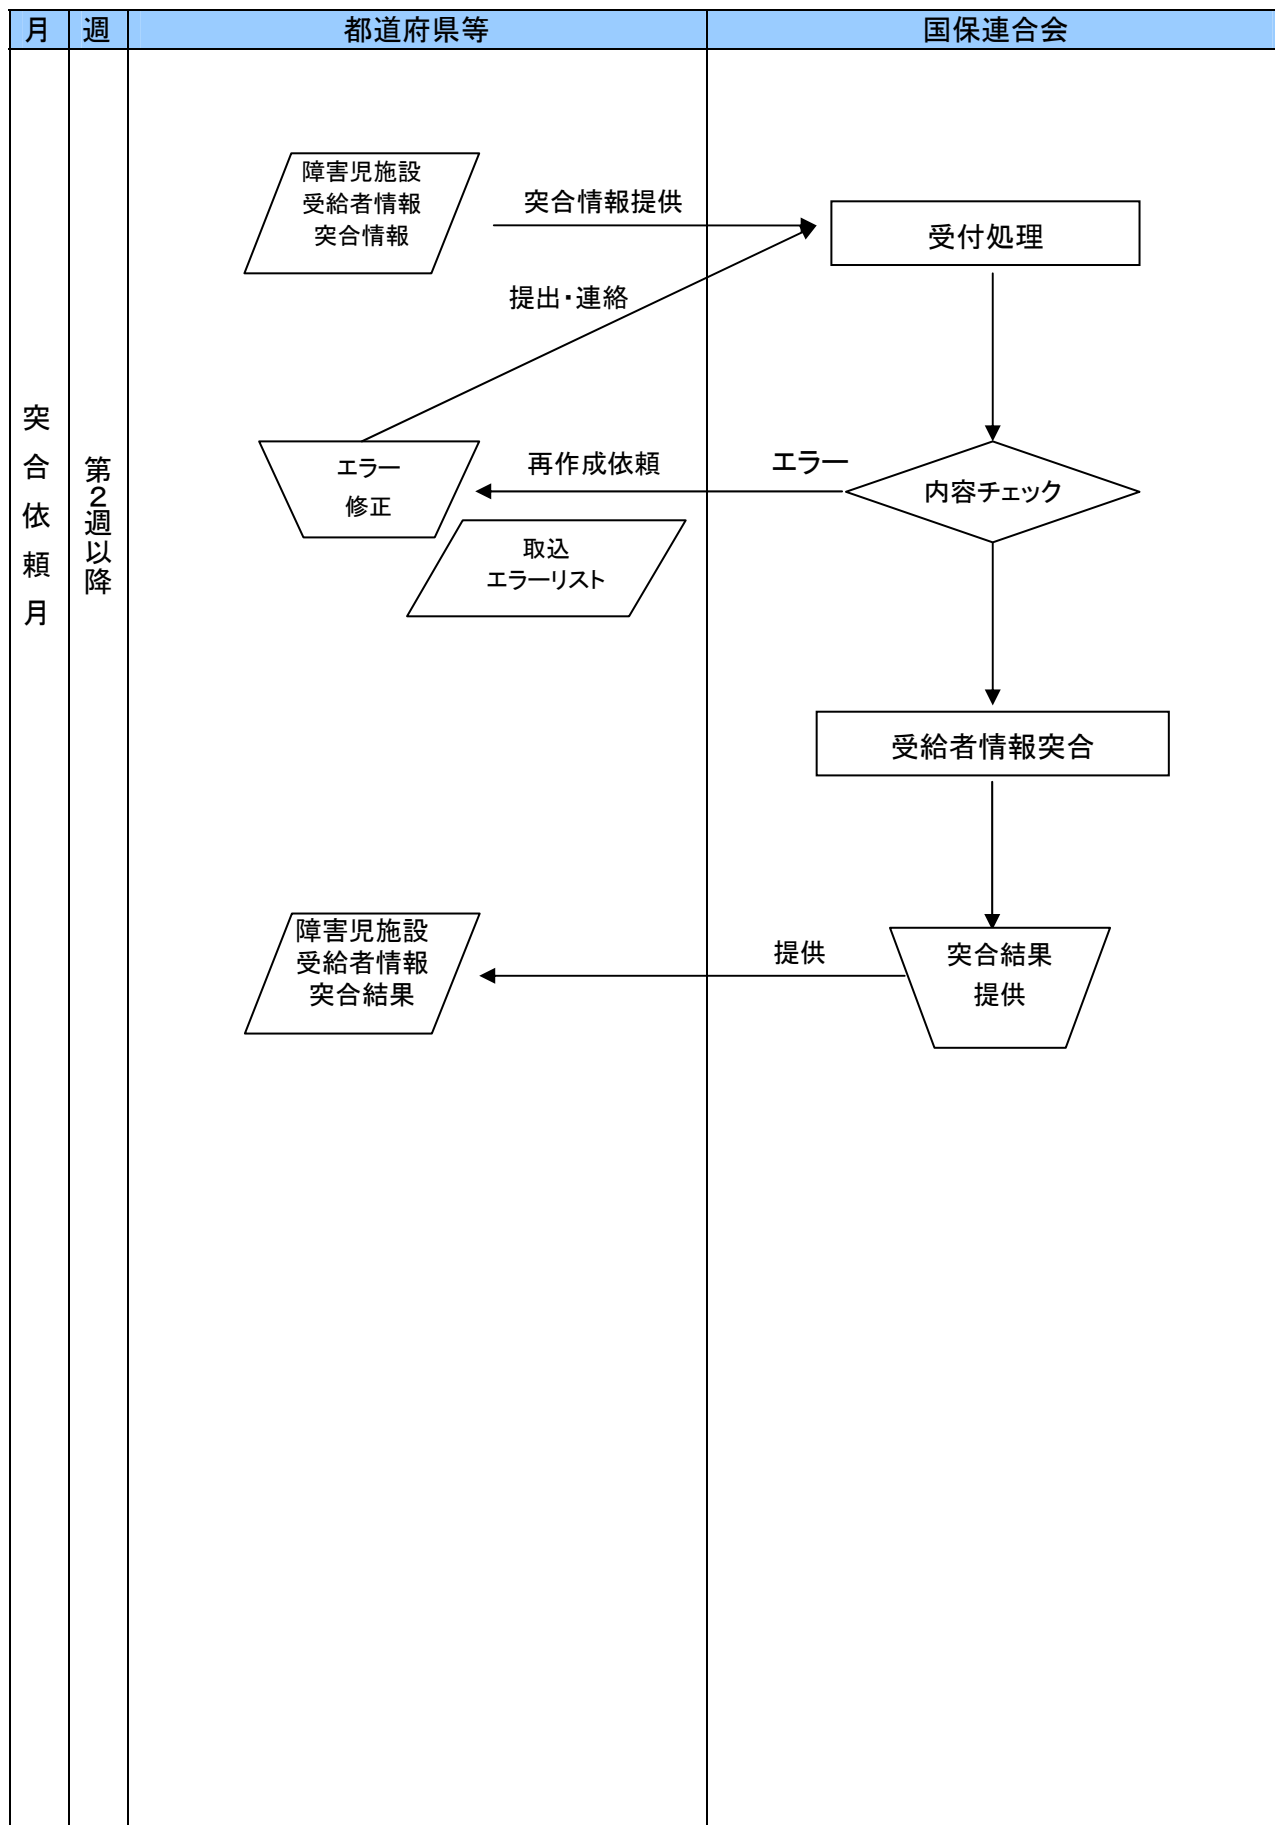 月 週 都道府県等 国保連合会
障害児施設
受給者情報
突合情報
突合情報提供
受付処理
提出・連絡
突合依頼月
第2週以降
エラー
修正
再作成依頼
エラー
内容チェック
取込
エラーリスト
受給者情報突合
障害児施設
受給者情報
突合結果
提供
突合結果
提供